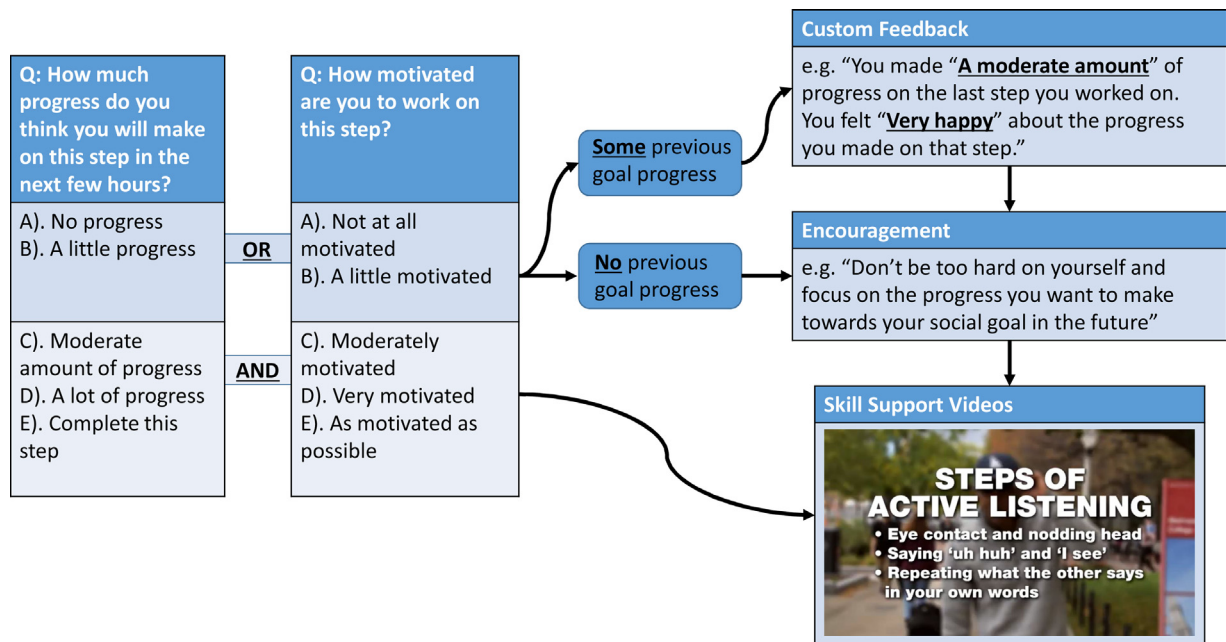 Q: How much
progress do you
think you will make
on this step in the
next few hours?
A). No progress
B). A little progress
C). Moderate
amount of progress
D). A lot of progress
E). Complete this
step
OR
AND
Q: How motivated
are you to work on
this step?
A). Not at all
motivated
B). A little motivated
C). Moderately
motivated
D). Very motivated
E). As motivated as
possible
Some previous
goal progress
No previous
goal progress
Custom Feedback
e.g. “You made “A moderate amount” of
progress on the last step you worked on.
You felt “Very happy” about the progress
you made on that step.”
Encouragement
e.g. “Don’t be too hard on yourself and
focus on the progress you want to make
towards your social goal in the future”
Skill Support Videos
STEPS OF
ACTIVE LISTENING
• Eye contact and nodding head
• Saying ‘uh huh’ and ‘I see’
• Repeating what the other says
in your own words